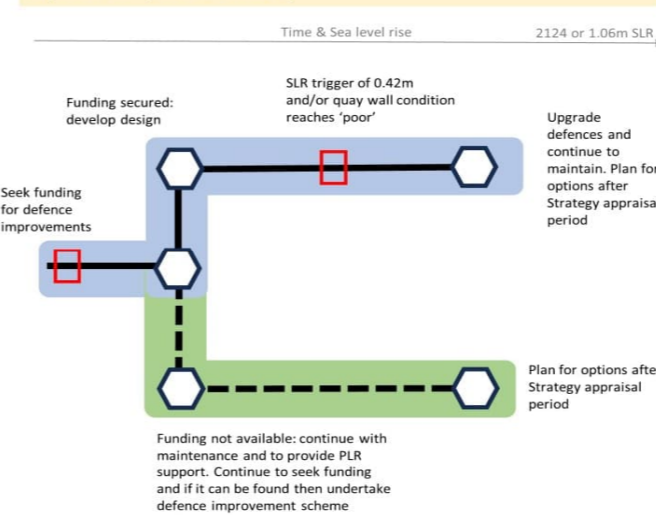 Time & Sea level rise
2124 or 1.06m SLR
Funding secured:
develop design
SLR trigger of 0.42m
and/or quay wall condition
reaches ‘poor’
Upgrade
defences and
continue to
maintain. Plan for
options after
Strategy appraisa
period
Seek funding
for defence
improvements
Plan for options afte
Strategy appraisal
period
Funding not available: continue with
maintenance and to provide PLR
support. Continue to seek funding
and if it can be found then undertake
defence improvement scheme